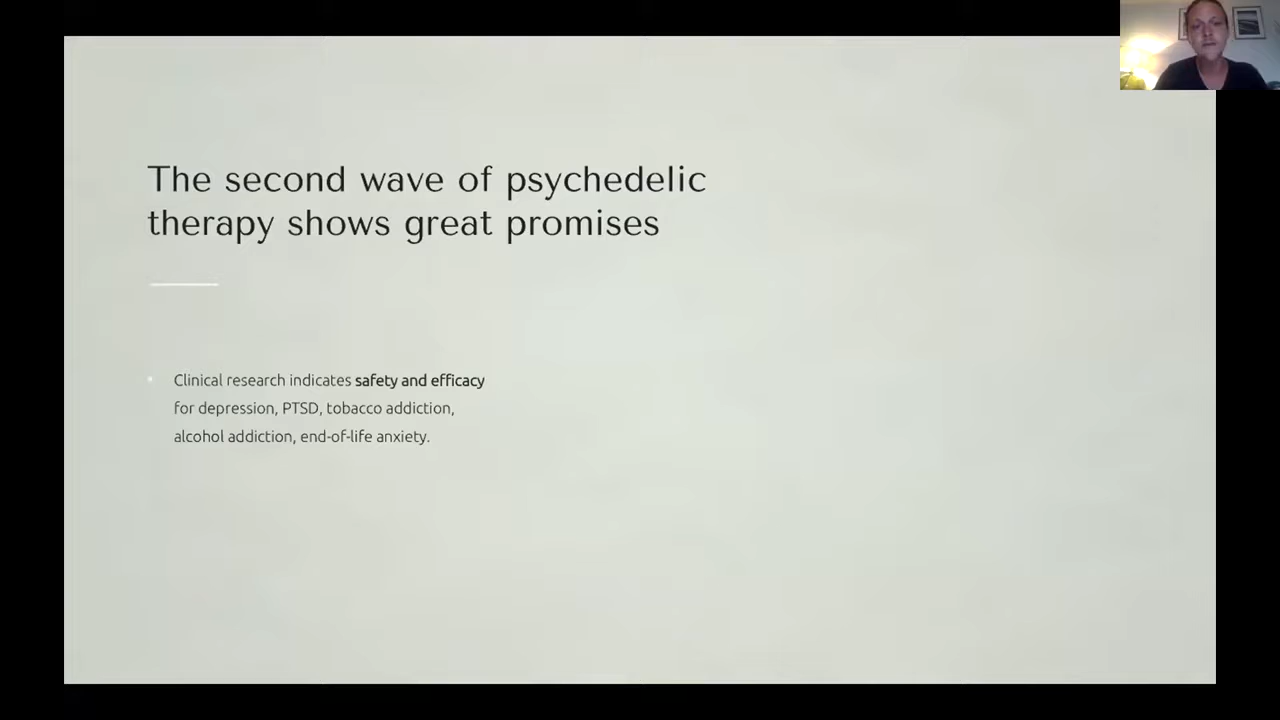 The second wave of psychedelic
therapy shows great promises
Clinical research indicates safety and efficacy
for depression, PTSD, tobacco addiction,
alcohol addiction, end-of-life anxiety.